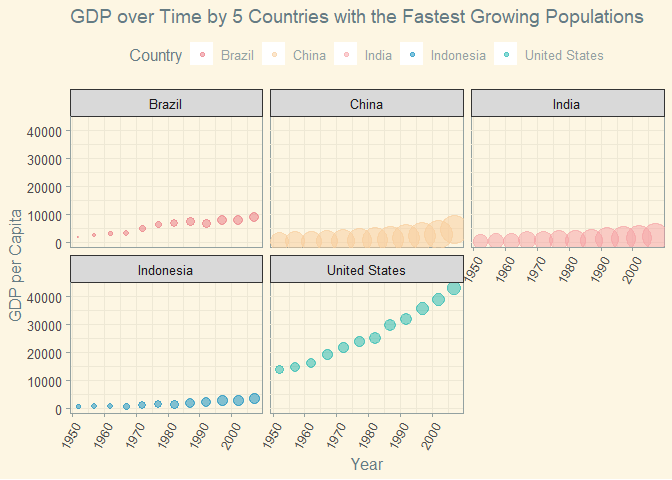 GDP over Time by 5 Countries with the Fastest Growing Populations
Country Brazil China India Indonesia United States
Brazil China India
40000
30000
20000
10000
0
1950 1960 1970 1980 1990 2000
Indonesia United States
40000
30000
20000
10000
0
1950 1960 1970 1980 1990 2000 1950 1960 1970 1980 1990 2000
GDP per Capita
Year